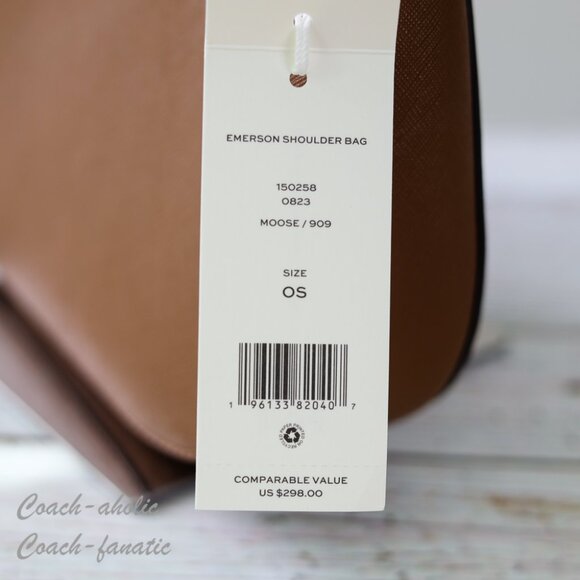 EMERSON SHOULDER BAG
150258
0823
MOOSE / 909
SIZE
OS
1 96133 82040 7
COMPARABLE VALUE
US $298.00
Coach-aholic
Coach-fanatic